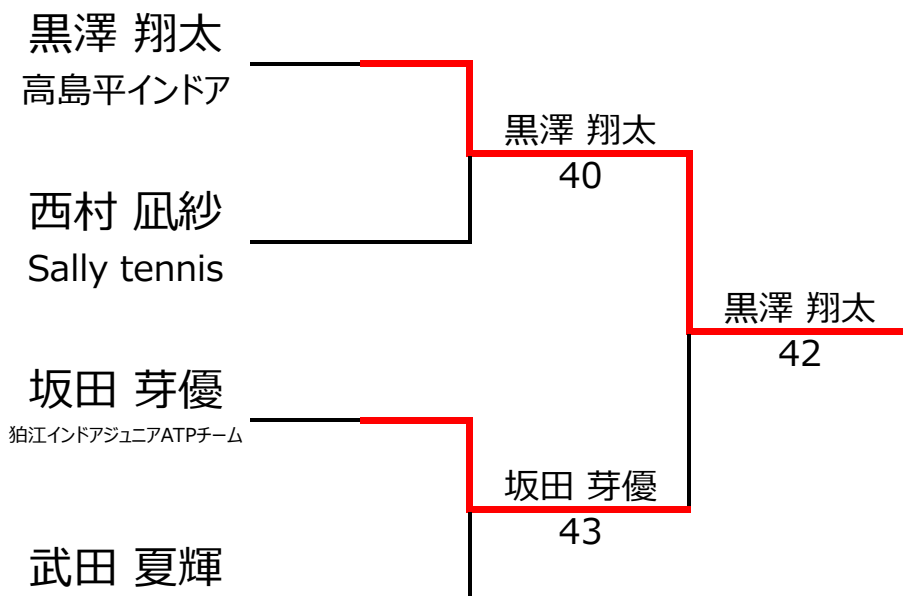 黒澤 翔太
高島平インドア
西村 凪紗
Sally tennis
坂田 芽優
狛江インドアジュニアATPチーム
武田 夏輝
黒澤 翔太
40
坂田 芽優
43
黒澤 翔太
42